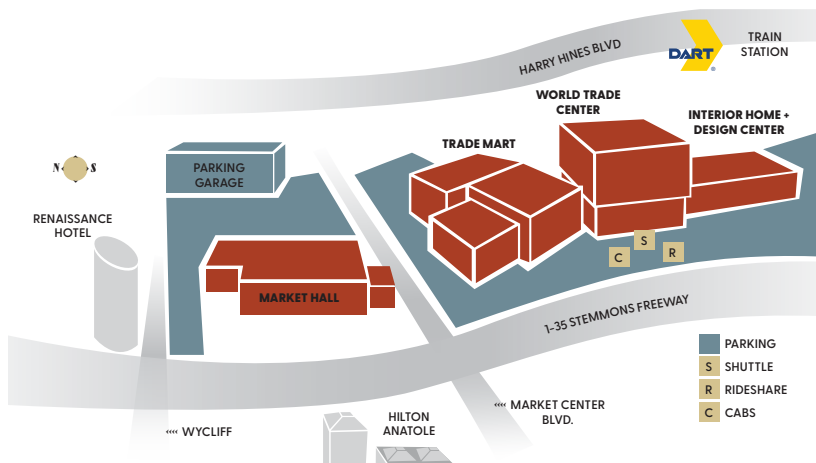 HARRY HINES BLVD
DART
TRAIN
STATION
WORLD TRADE
CENTER
INTERIOR HOME +
DESIGN CENTER
TRADE MART
N S
PARKING
GARAGE
RENAISSANCE
HOTEL
S
C
R
MARKET HALL
1-35 STEMMONS FREEWAY
PARKING
S SHUTTLE
R RIDESHARE
C CABS
‹‹‹‹ MARKET CENTER
BLVD.
‹‹‹‹ WYCLIFF
HILTON
ANATOLE